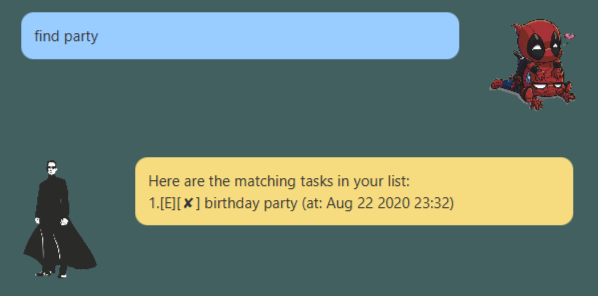 find party
Here are the matching tasks in your list:
1.[E][✘] birthday party (at: Aug 22 2020 23:32)